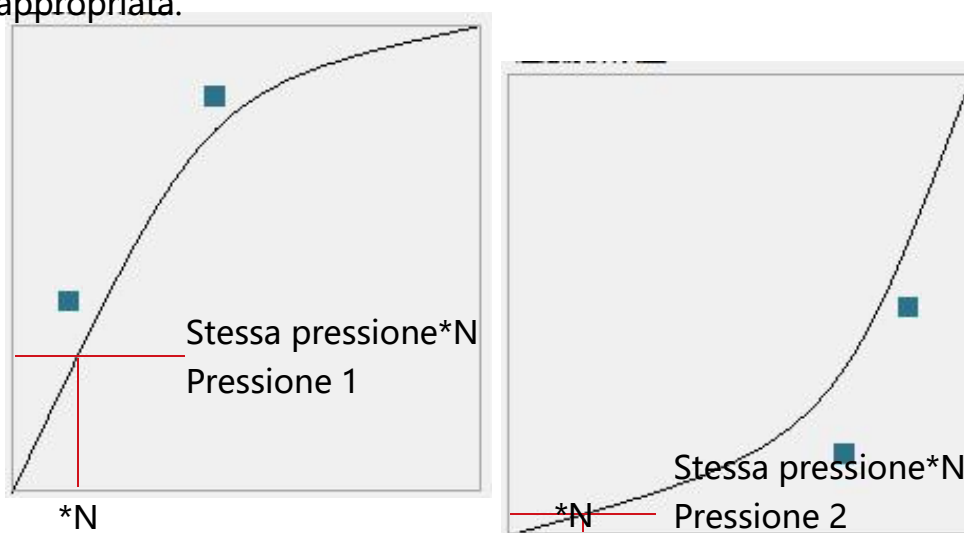 appropriata.
Stessa pressione*N
Pressione 1
*N
Stessa pressione*N
*N
Pressione 2